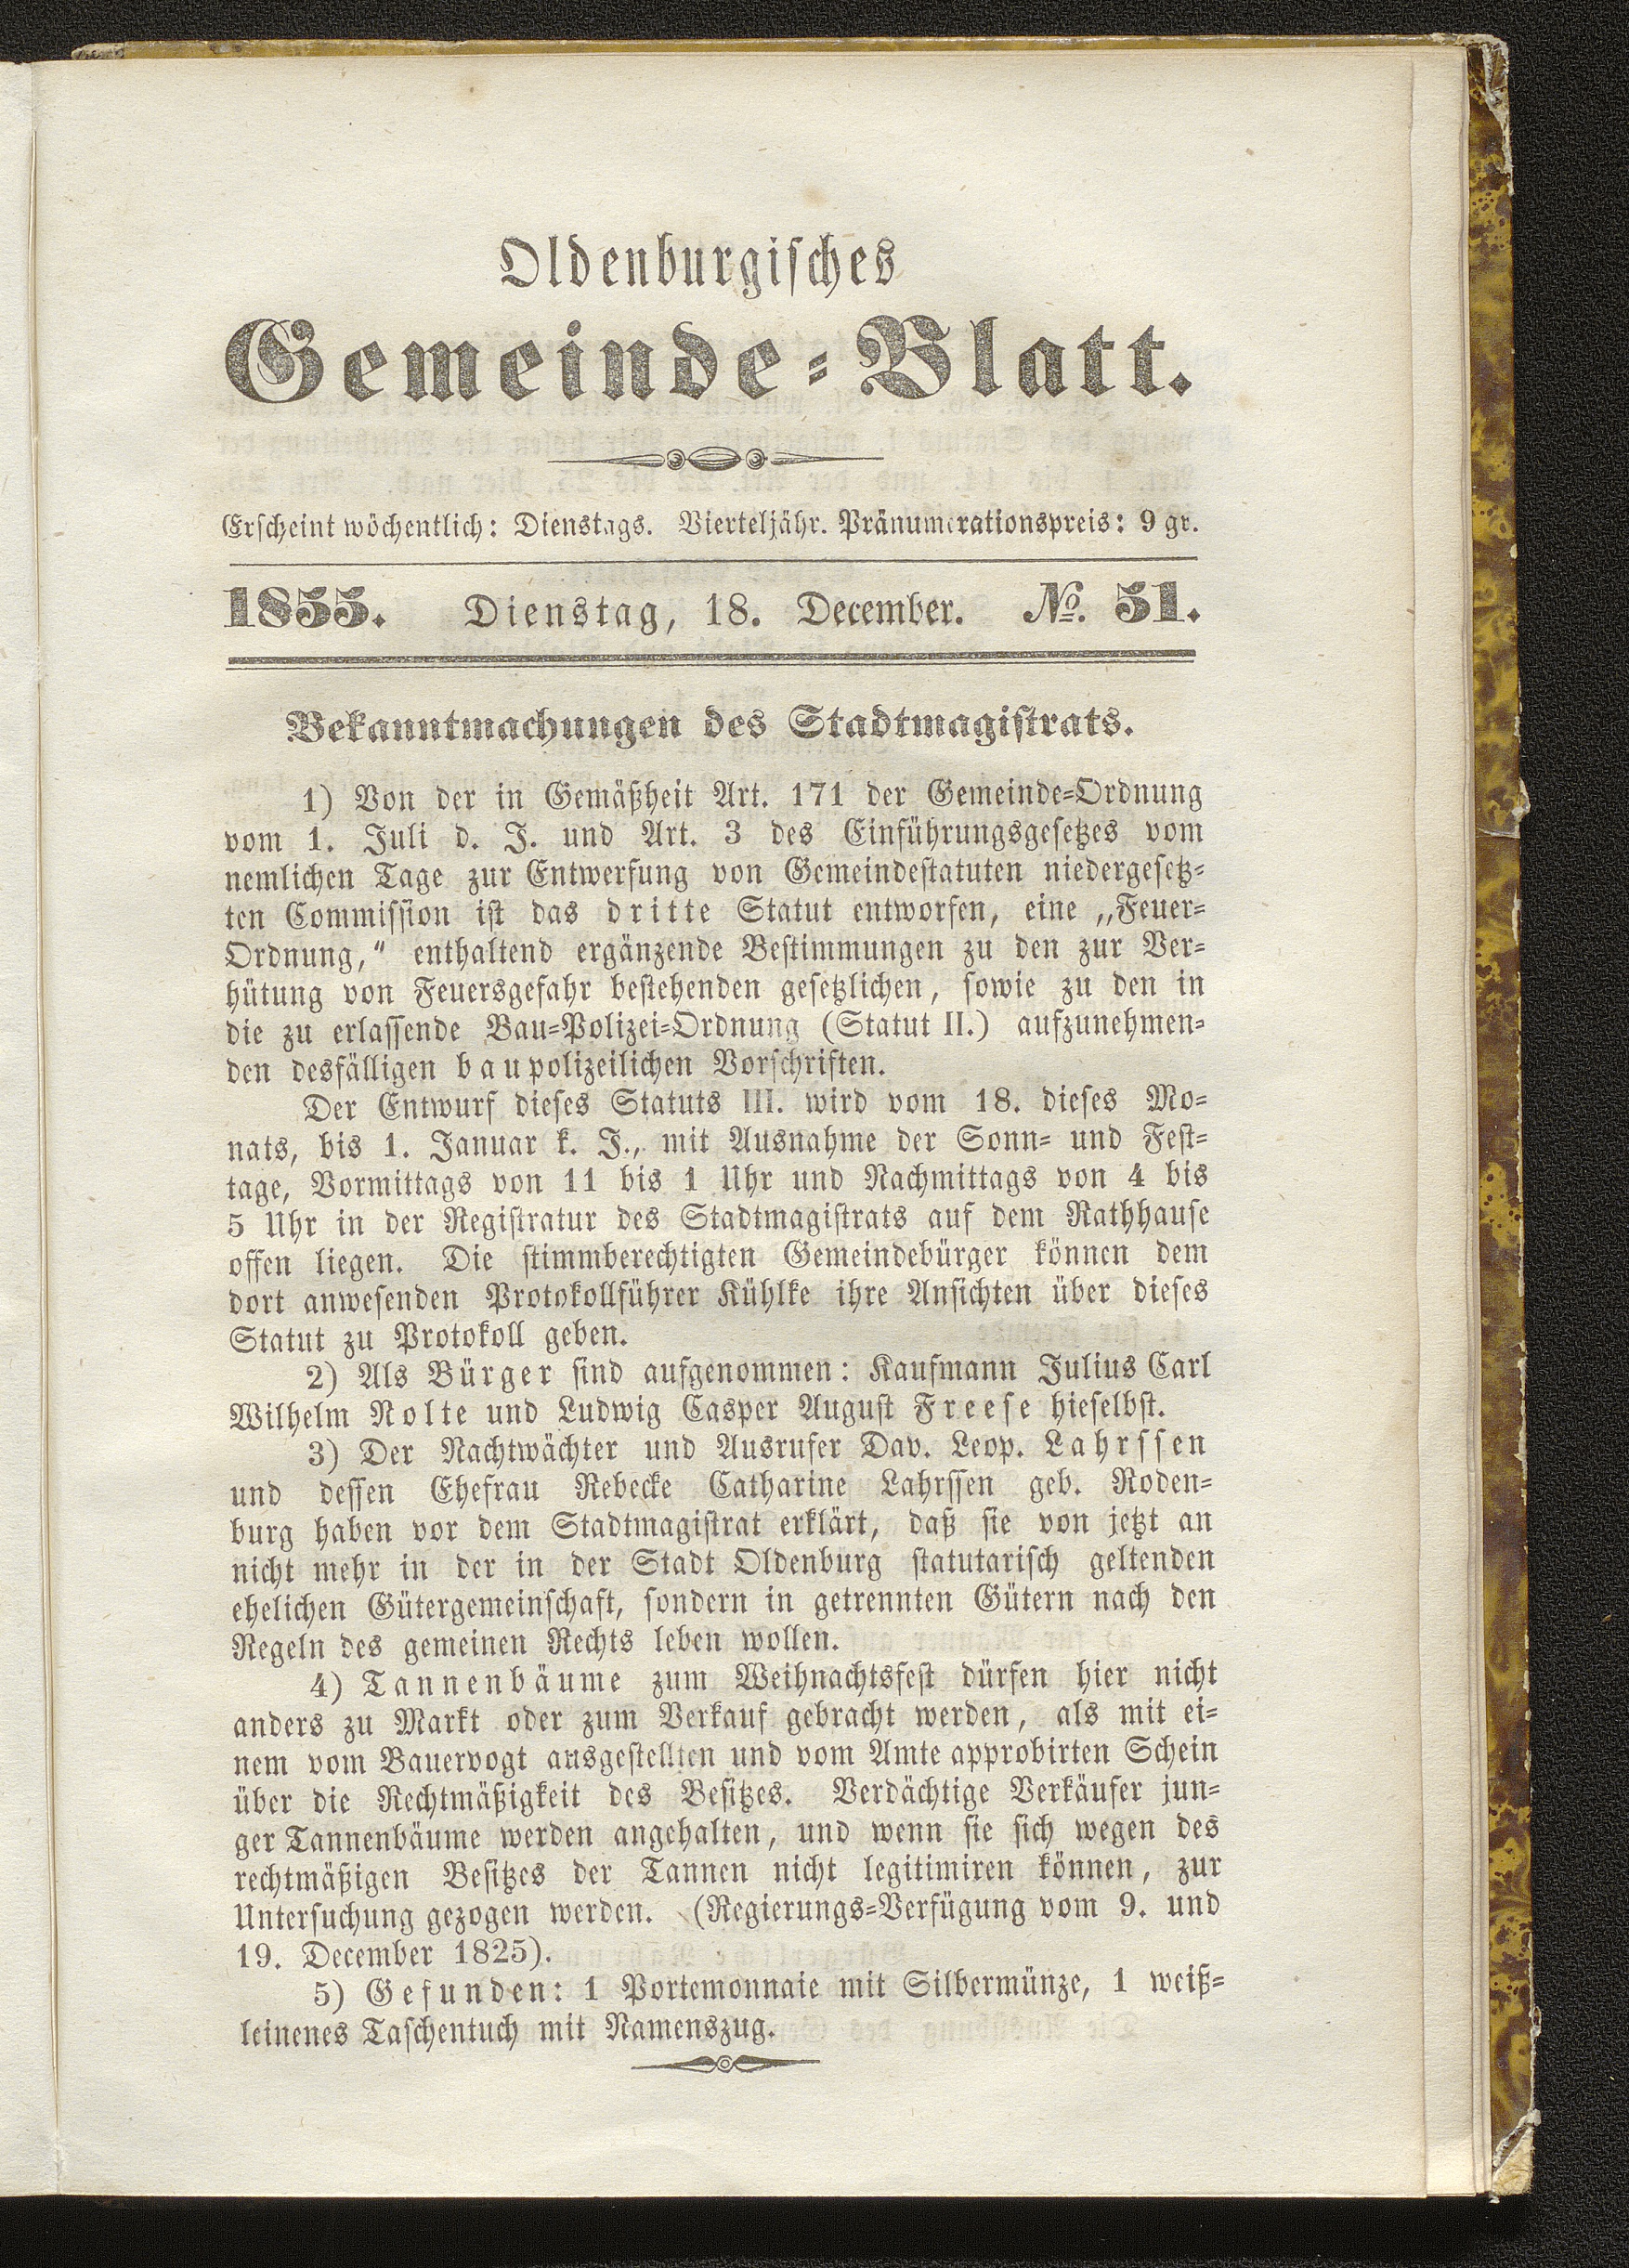 Oldenburgisches
Gemeinde-Blatt.
Erscheint wöchentlich: Dienstags. Vierteljähr. Pränumerationspreis: 9 gr.
1855. Dienstag, 18. December. No. 51.
Bekanntmachungen des Stadtmagistrats.
1) Von der in Gemäßheit Art. 171 der Gemeinde-Ordnung
vom 1. Juli d. J. und Art. 3 des Einführungsgesetzes vom
nemlichen Tage zur Entwerfung von Gemeindestatuten niedergesetz-
ten Commission ist das dritte Statut entworfen, eine „Feuer-
Ordnung,“ enthaltend ergänzende Bestimmungen zu den zur Ver-
hütung von Feuersgefahr bestehenden gesetzlichen, sowie zu den in
die zu erlassende Bau-Polizei-Ordnung (Statut II.) aufzunehmen-
den desfälligen baupolizeilichen Vorschriften.
Der Entwurf dieses Statuts III. wird vom 18. dieses Mo-
nats, bis 1. Januar k. J., mit Ausnahme der Sonn- und Fest-
tage, Vormittags von 11 bis 1 Uhr und Nachmittags von 4 bis
5 Uhr in der Registratur des Stadtmagistrats auf dem Rathhause
offen liegen. Die stimmberechtigten Gemeindebürger können dem
dort anwesenden Protokollführer Kühlke ihre Ansichten über dieses
Statut zu Protokoll geben.
2) Als Bürger sind aufgenommen: Kaufmann Julius Carl
Wilhelm Nolte und Ludwig Casper August Freese hieselbst.
3) Der Nachtwächter und Ausrufer Dav. Leop. Lahrssen
und dessen Ehefrau Rebecke Catharine Lahrssen geb. Roden-
burg haben vor dem Stadtmagistrat erklärt, daß sie von jetzt an
nicht mehr in der in der Stadt Oldenburg statutarisch geltenden
ehelichen Gütergemeinschaft, sondern in getrennten Gütern nach den
Regeln des gemeinen Rechts leben wollen.
4) Tannenbäume zum Weihnachtsfest dürfen hier nicht
anders zu Markt oder zum Verkauf gebracht werden, als mit ei-
nem vom Bauervogt ausgestellten und vom Amte approbirten Schein
über die Rechtmäßigkeit des Besitzes. Verdächtige Verkäufer jun-
ger Tannenbäume werden angehalten, und wenn sie sich wegen des
rechtmäßigen Besitzes der Tannen nicht legitimiren können, zur
Untersuchung gezogen werden. (Regierungs-Verfügung vom 9. und
19. December 1825).
5) Gefunden: 1 Portemonnaie mit Silbermünze, 1 weiß-
leinenes Taschentuch mit Namenszug.